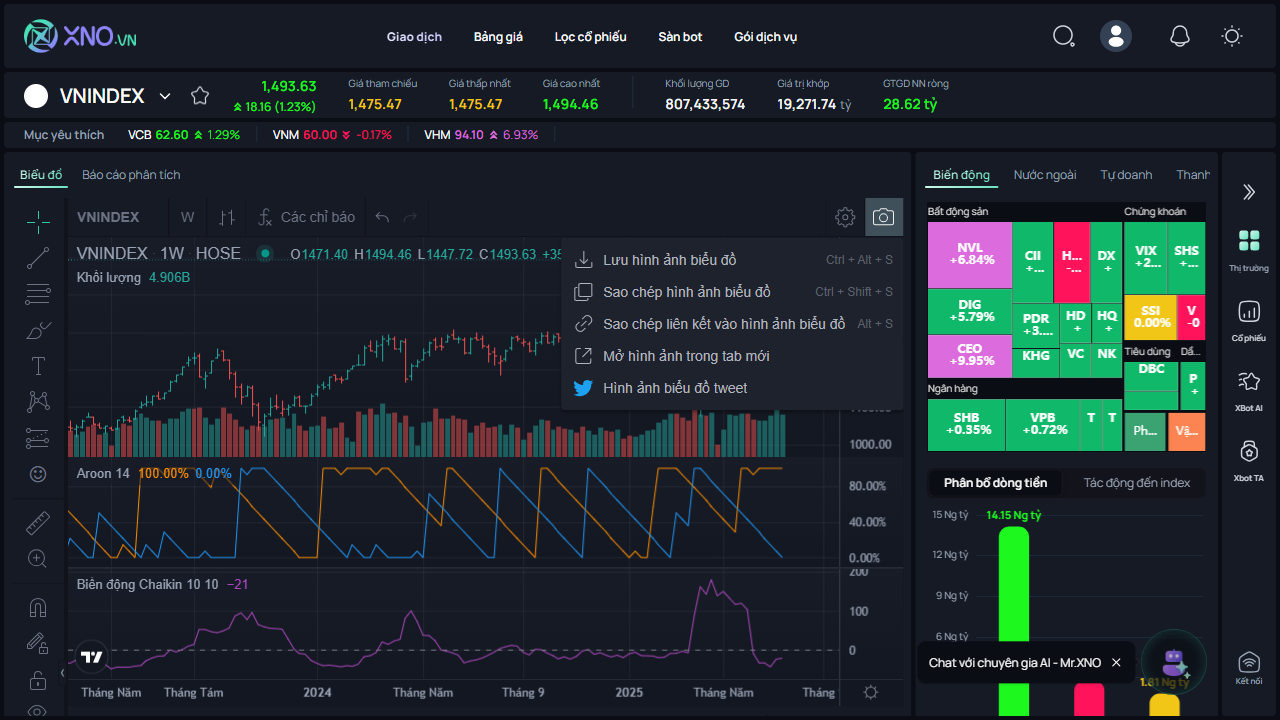 XNO.VN
Giao dịch Bảng giá Lọc cổ phiếu Sàn bot Gói dịch vụ
VNINDEX
1,493.63
18.16 (1.23%)
Giá tham chiếu
1,475.47
Giá thấp nhất
1,475.47
Giá cao nhất
1,494.46
Khối lượng GD
807,433,574
Giá trị khớp
19,271.74 tỷ
GTGD NN ròng
28.62 tỷ
Mục yêu thích VCB 62.60 1.29% VNM 60.00 -0.17% VHM 94.10 6.93%
Biểu đồ Báo cáo phân tích
VNINDEX W Các chỉ báo
VNINDEX · 1W · HOSE O1471.40 H1494.46 L1447.72 C1493.63 +35
Khối lượng 4.906B
Lưu hình ảnh biểu đồ Ctrl + Alt + S
Sao chép hình ảnh biểu đồ Ctrl + Shift + S
Sao chép liên kết vào hình ảnh biểu đồ Alt + S
Mở hình ảnh trong tab mới
Hình ảnh biểu đồ tweet
1000.00
Aroon 14 100.00% 0.00%
80.00%
40.00%
0.00%
Biên động Chaikin 10 10 −21
200
100
0
Tháng Năm Tháng Tám 2024 Tháng Năm Tháng 9 2025 Tháng Năm Tháng
Biến động Nước ngoài Tự doanh Thanh
Bất động sản
NVL
+6.84%
DIG
+5.79%
CEO
+9.95%
CII
+...
H...
-...
DX
+
PDR
+3....
HD
+
HQ
+
KHG
VC
NK
Chứng khoán
VIX
+2...
SHS
+...
SSI
0.00%
V
-0
Tiêu dùng
DBC
Dầ...
P
+
Ngân hàng
SHB
+0.35%
VPB
+0.72%
T
T
Ph...
Vậ...
Phân bổ dòng tiền Tác động đến index
15 Ng tỷ
14.15 Ng tỷ
12 Ng tỷ
9 Ng tỷ
6 Ng tỷ
1.81 Ng tỷ
Chat với chuyên gia AI - Mr.XNO
Thị trường
Cổ phiếu
XBot AI
Xbot TA
Kết nối